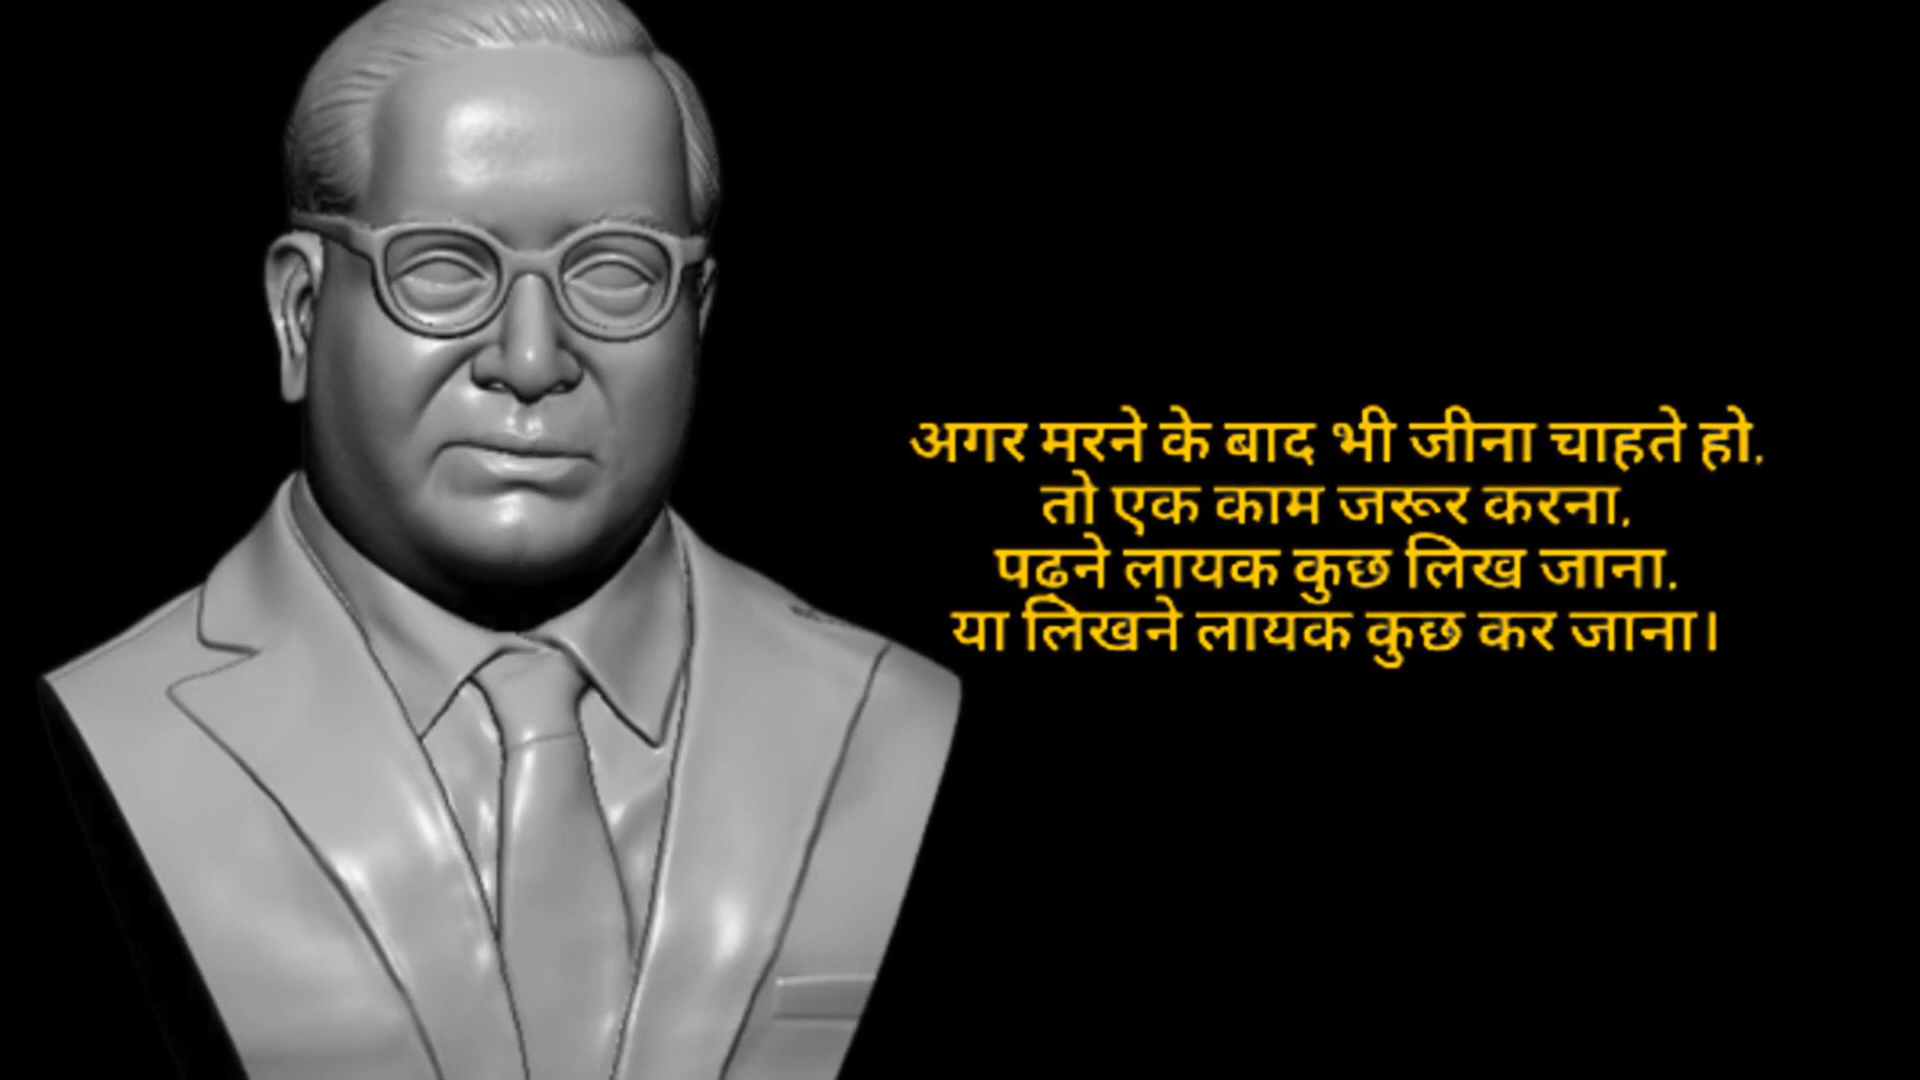 अगर मरने के बाद भी जीना चाहते हो,
तो एक काम जरूर करना,
पढ़ने लायक कुछ लिख जाना,
या लिखने लायक कुछ कर जाना।